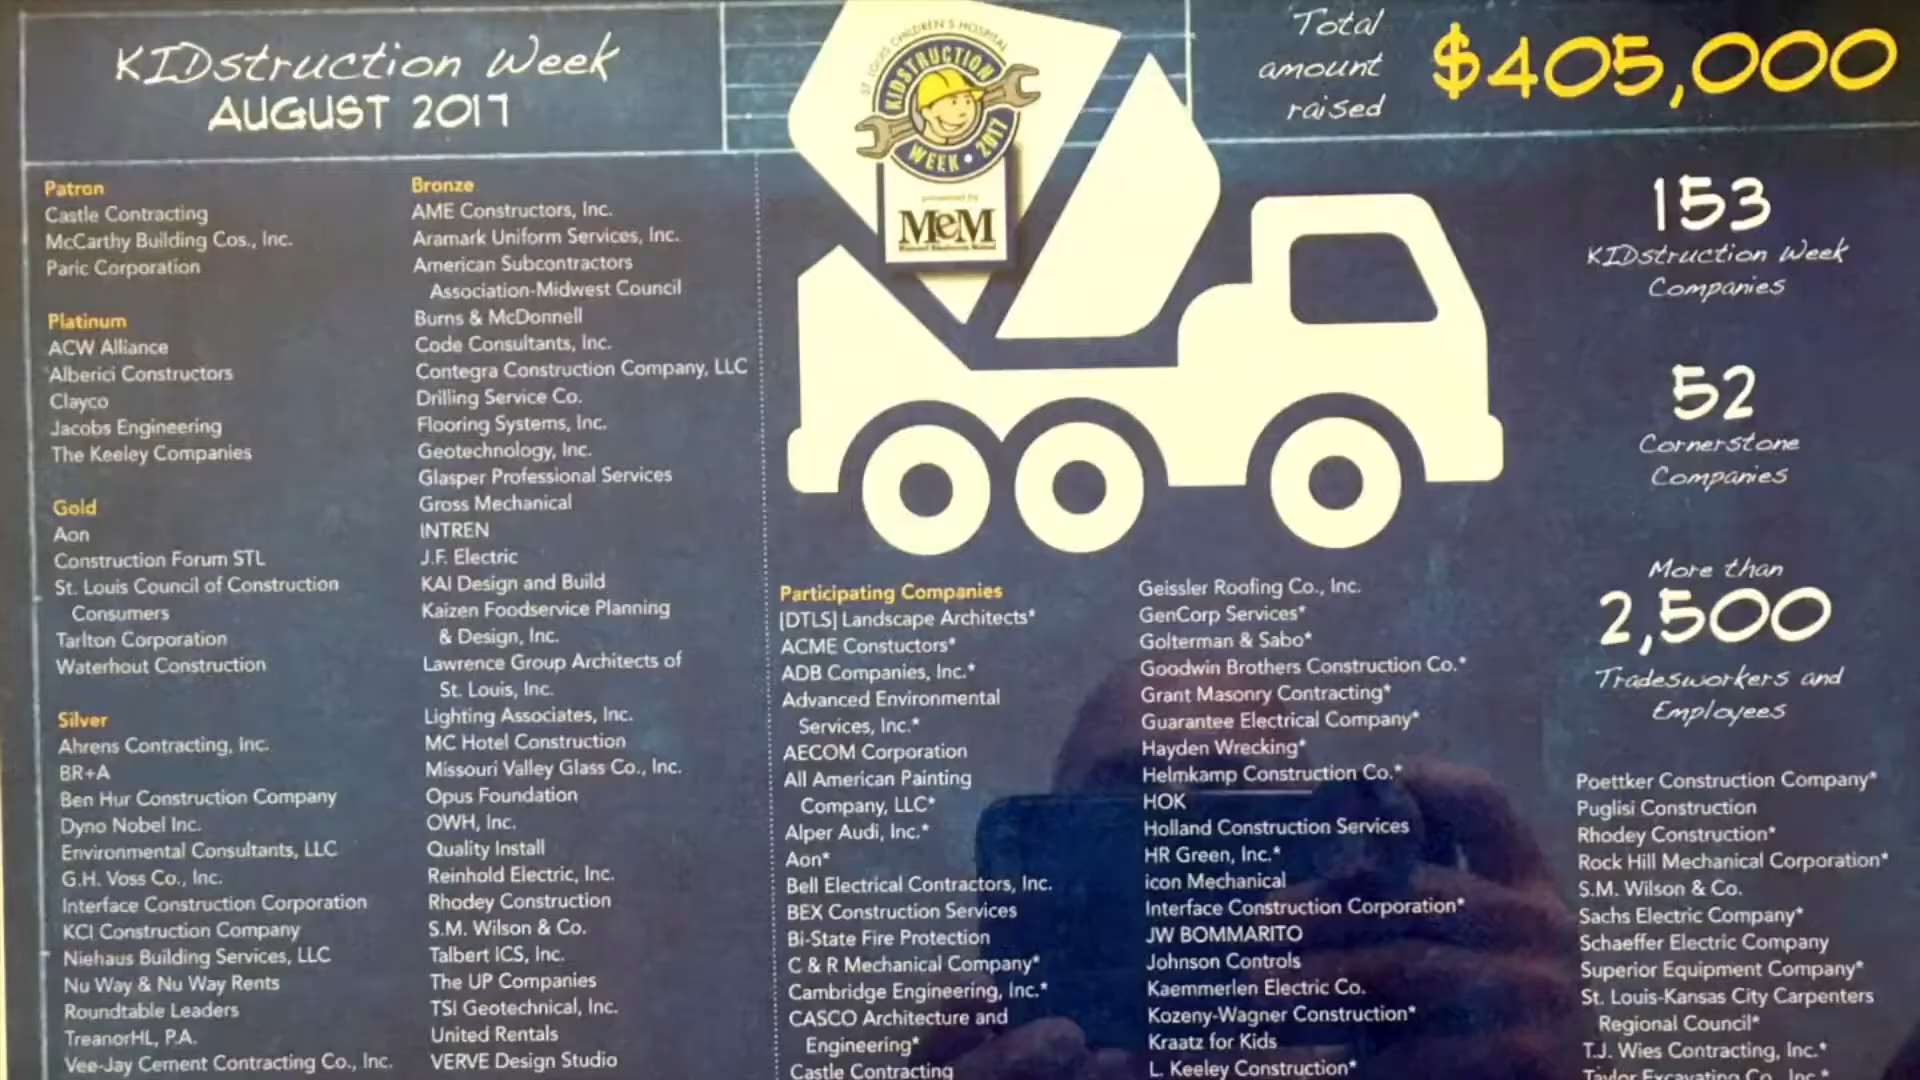 KIDstruction Week
AUGUST 2017
Total
amount
raised
$405,000
ST. LOUIS CHILDREN'S HOSPITAL
KIDSTRUCTION
WEEK • 2017
presented by
MeM
153
KIDstruction Week
Companies
52
Cornerstone
Companies
More than
2,500
Tradesworkers and
Employees
Patron
Castle Contracting
McCarthy Building Cos., Inc.
Paric Corporation
Platinum
ACW Alliance
Alberici Constructors
Clayco
Jacobs Engineering
The Keeley Companies
Gold
Aon
Construction Forum STL
St. Louis Council of Construction
Consumers
Tarlton Corporation
Waterhout Construction
Silver
Ahrens Contracting, Inc.
BR+A
Ben Hur Construction Company
Dyno Nobel Inc.
Environmental Consultants, LLC
G.H. Voss Co., Inc.
Interface Construction Corporation
KCI Construction Company
Niehaus Building Services, LLC
Nu Way & Nu Way Rents
Roundtable Leaders
TreanorHL, P.A.
Vee-Jay Cement Contracting Co., Inc.
Bronze
AME Constructors, Inc.
Aramark Uniform Services, Inc.
American Subcontractors
Association-Midwest Council
Burns & McDonnell
Code Consultants, Inc.
Contegra Construction Company, LLC
Drilling Service Co.
Flooring Systems, Inc.
Geotechnology, Inc.
Glasper Professional Services
Gross Mechanical
INTREN
J.F. Electric
KAI Design and Build
Kaizen Foodservice Planning
& Design, Inc.
Lawrence Group Architects of
St. Louis, Inc.
Lighting Associates, Inc.
MC Hotel Construction
Missouri Valley Glass Co., Inc.
Opus Foundation
OWH, Inc.
Quality Install
Reinhold Electric, Inc.
Rhodey Construction
S.M. Wilson & Co.
Talbert ICS, Inc.
The UP Companies
TSI Geotechnical, Inc.
United Rentals
VERVE Design Studio
Participating Companies
[DTLS] Landscape Architects*
ACME Constuctors*
ADB Companies, Inc.*
Advanced Environmental
Services, Inc.*
AECOM Corporation
All American Painting
Company, LLC*
Alper Audi, Inc.*
Aon*
Bell Electrical Contractors, Inc.
BEX Construction Services
Bi-State Fire Protection
C & R Mechanical Company*
Cambridge Engineering, Inc.*
CASCO Architecture and
Engineering*
Castle Contracting
Geissler Roofing Co., Inc.
GenCorp Services*
Golterman & Sabo*
Goodwin Brothers Construction Co.*
Grant Masonry Contracting*
Guarantee Electrical Company*
Hayden Wrecking*
Helmkamp Construction Co.*
HOK
Holland Construction Services
HR Green, Inc.*
icon Mechanical
Interface Construction Corporation*
JW BOMMARITO
Johnson Controls
Kaemmerlen Electric Co.
Kozeny-Wagner Construction*
Kraatz for Kids
L. Keeley Construction*
Poettker Construction Company*
Puglisi Construction
Rhodey Construction*
Rock Hill Mechanical Corporation*
S.M. Wilson & Co.
Sachs Electric Company*
Schaeffer Electric Company
Superior Equipment Company*
St. Louis-Kansas City Carpenters
Regional Council*
T.J. Wies Contracting, Inc.*
Taylor Excavating Co., Inc.*